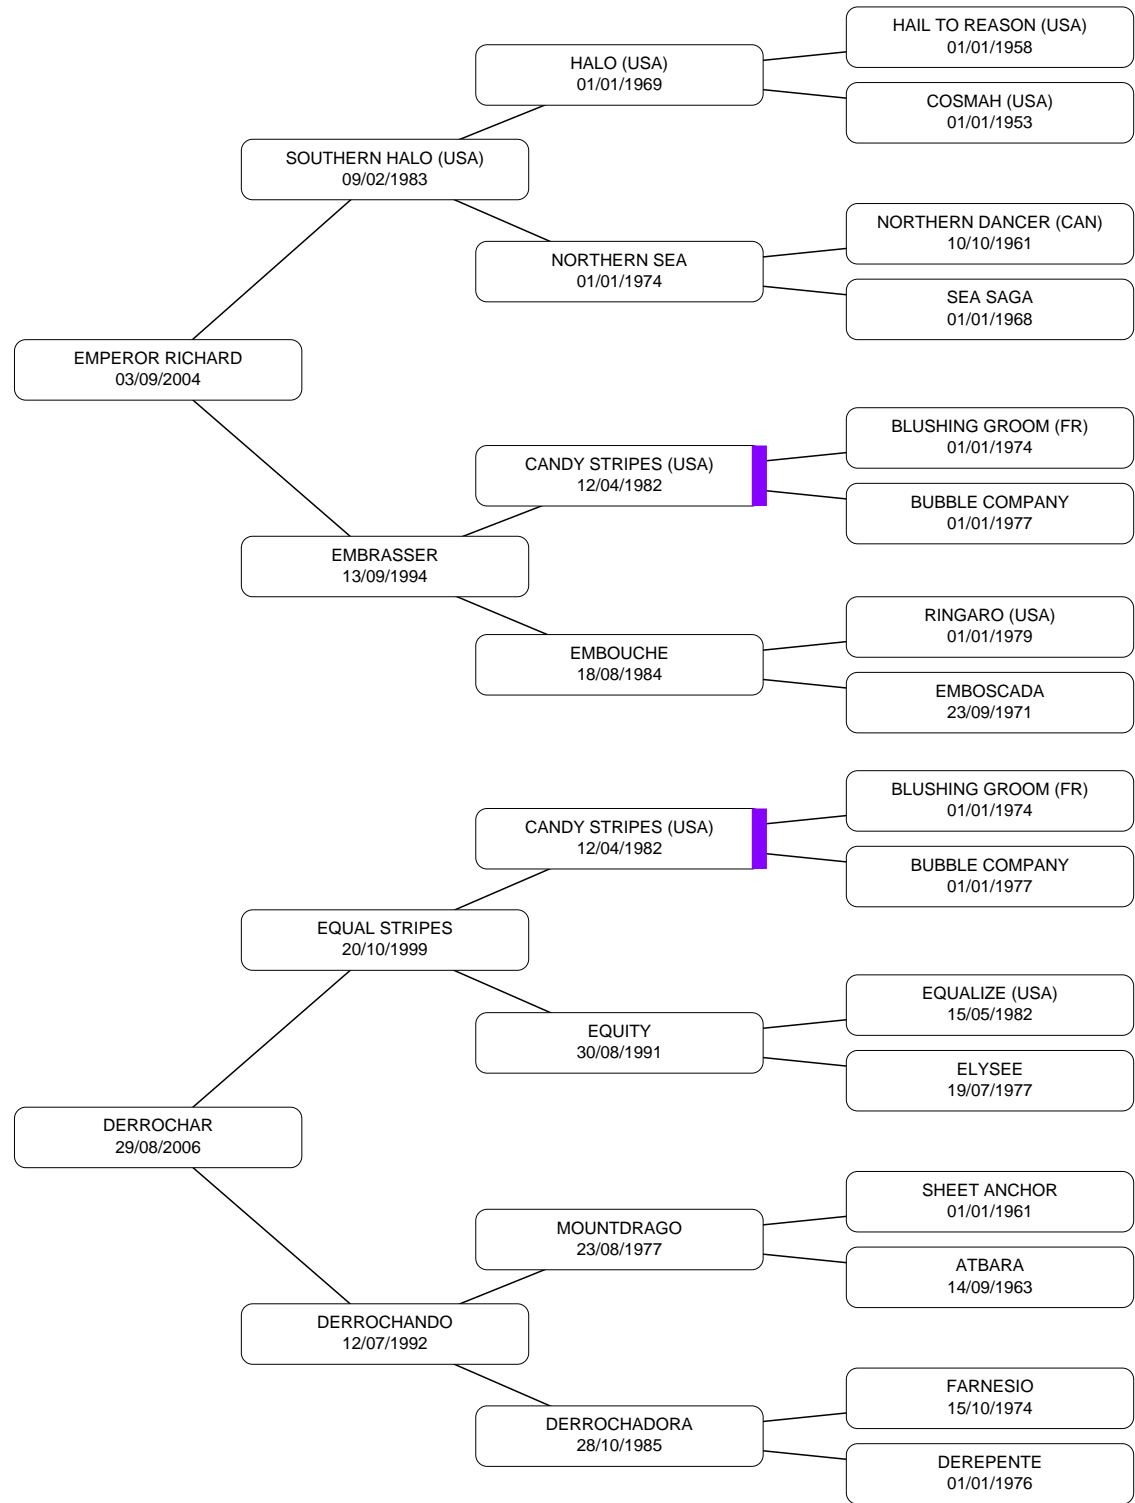 HAIL TO REASON (USA)
01/01/1958
HALO (USA)
01/01/1969
COSMAH (USA)
01/01/1953
SOUTHERN HALO (USA)
09/02/1983
NORTHERN DANCER (CAN)
10/10/1961
NORTHERN SEA
01/01/1974
SEA SAGA
01/01/1968
EMPEROR RICHARD
03/09/2004
BLUSHING GROOM (FR)
01/01/1974
CANDY STRIPES (USA)
12/04/1982
BUBBLE COMPANY
01/01/1977
EMBRASSER
13/09/1994
RINGARO (USA)
01/01/1979
EMBOUCHE
18/08/1984
EMBOSCADA
23/09/1971
BLUSHING GROOM (FR)
01/01/1974
CANDY STRIPES (USA)
12/04/1982
BUBBLE COMPANY
01/01/1977
EQUAL STRIPES
20/10/1999
EQUALIZE (USA)
15/05/1982
EQUITY
30/08/1991
ELYSEE
19/07/1977
DERROCHAR
29/08/2006
SHEET ANCHOR
01/01/1961
MOUNTDRAGO
23/08/1977
ATBARA
14/09/1963
DERROCHANDO
12/07/1992
FARNESIO
15/10/1974
DERROCHADORA
28/10/1985
DEREPENTE
01/01/1976